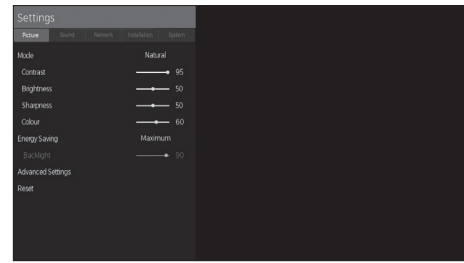 Settings
Picture Sound Network Installation System
Mode Natural
Contrast 95
Brightness 50
Sharpness 50
Colour 60
Energy Saving Maximum
Backlight 90
Advanced Settings
Reset